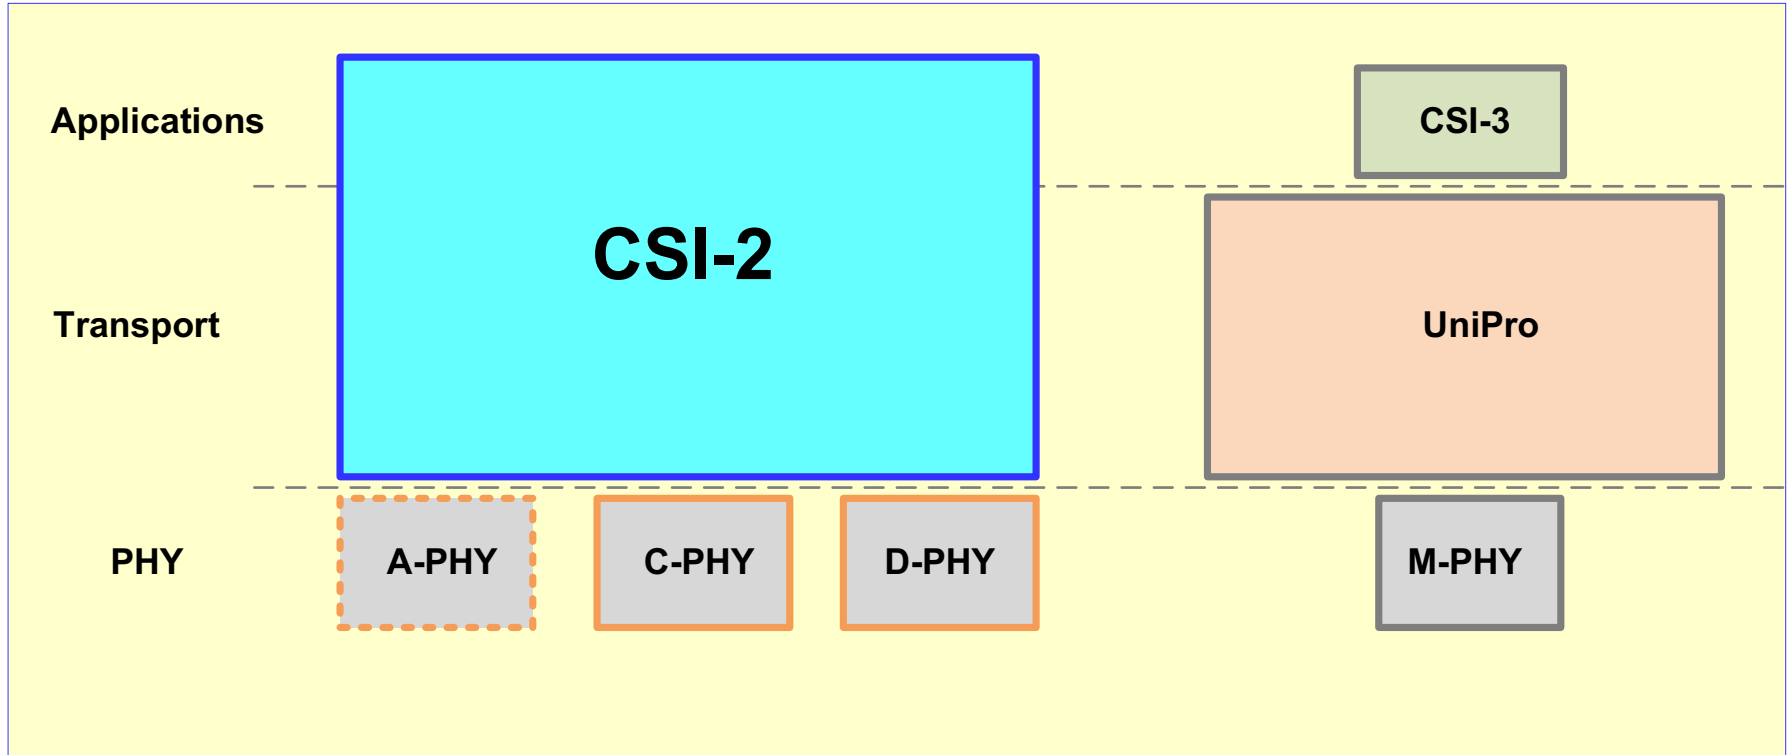 Applications
CSI-3
CSI-2
Transport
UniPro
PHY
A-PHY
C-PHY
D-PHY
M-PHY